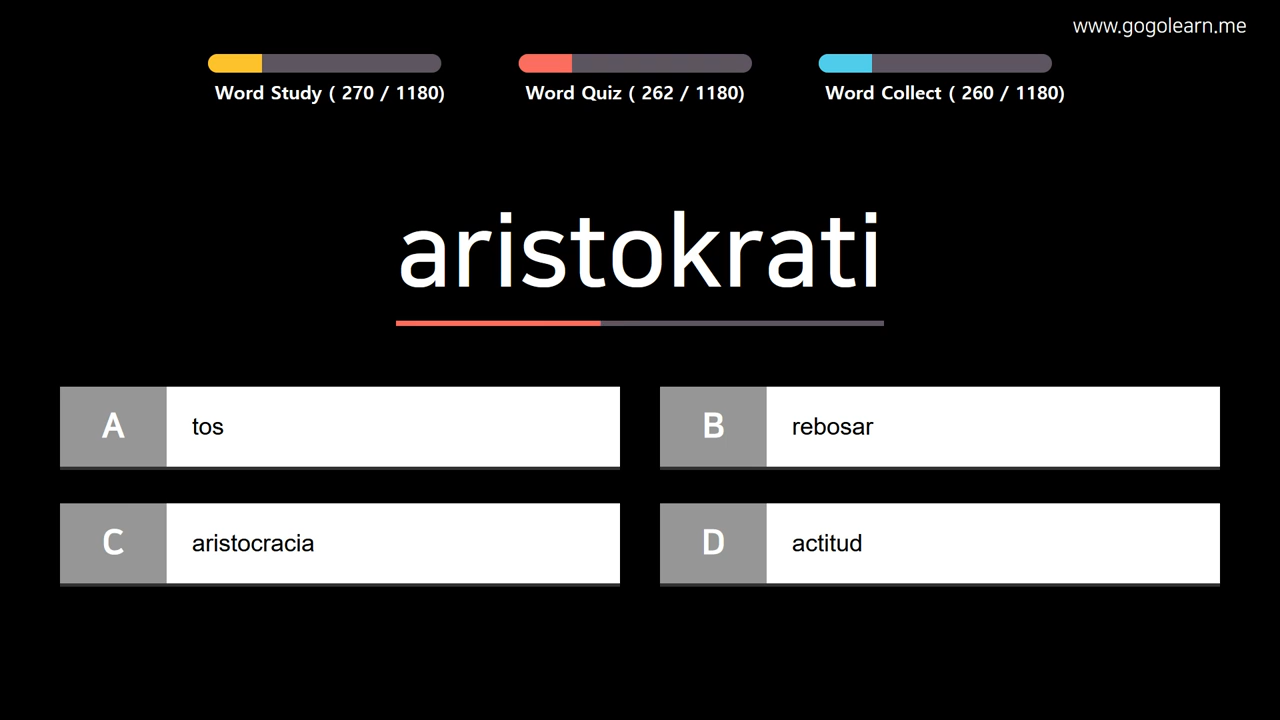 www.gogolearn.me
Word Study ( 270 / 1180)
Word Quiz ( 262 / 1180)
Word Collect ( 260 / 1180)
aristokrati
A tos
B rebosar
C aristocracia
D actitud